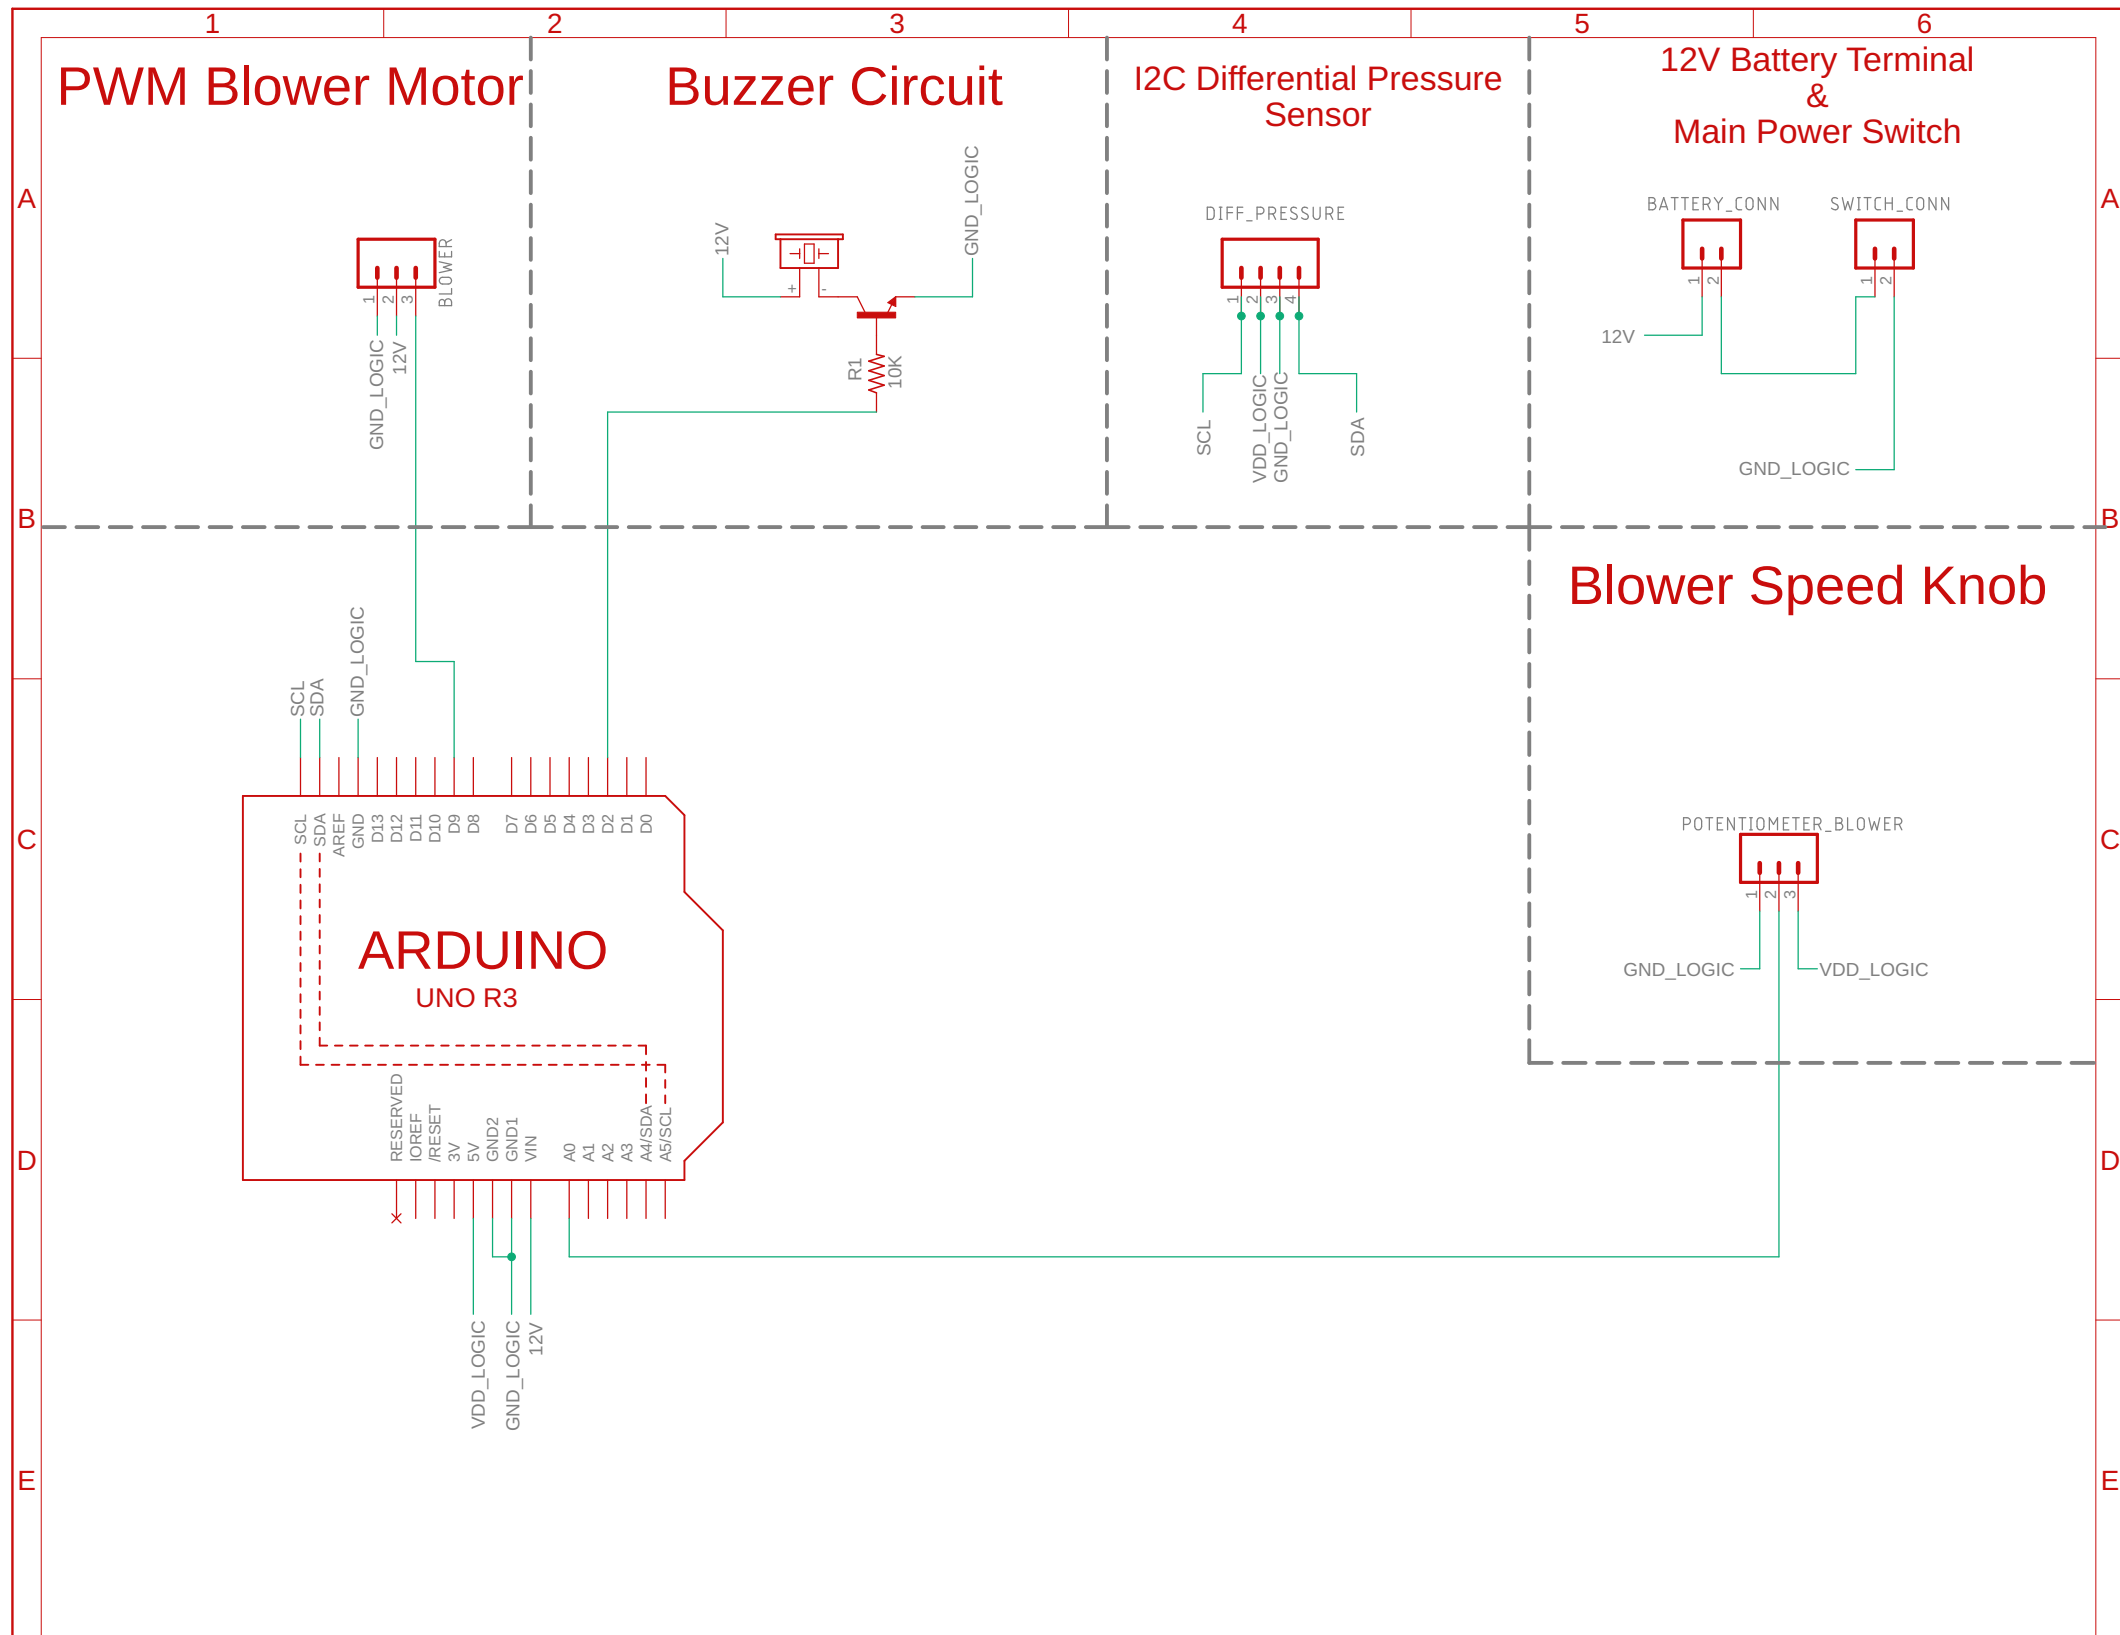 1 2 3 4 5 6
PWM Blower Motor
Buzzer Circuit
I2C Differential Pressure
Sensor
12V Battery Terminal
&
Main Power Switch
A
A
BLOWER
1
2
3
GND_LOGIC
12V
12V
GND_LOGIC
+
-
R1
10K
DIFF_PRESSURE
1
2
3
4
SCL
VDD_LOGIC
GND_LOGIC
SDA
BATTERY_CONN
1
2
12V
SWITCH_CONN
1
2
GND_LOGIC
B
B
Blower Speed Knob
SCL
SDA
GND_LOGIC
C
C
SCL
SDA
AREF
GND
D13
D12
D11
D10
D9
D8
D7
D6
D5
D4
D3
D2
D1
D0
ARDUINO
UNO R3
POTENTIOMETER_BLOWER
1
2
3
GND_LOGIC
VDD_LOGIC
D
D
RESERVED
IOREF
/RESET
3V
5V
GND2
GND1
VIN
A0
A1
A2
A3
A4/SDA
A5/SCL
VDD_LOGIC
GND_LOGIC
12V
E
E